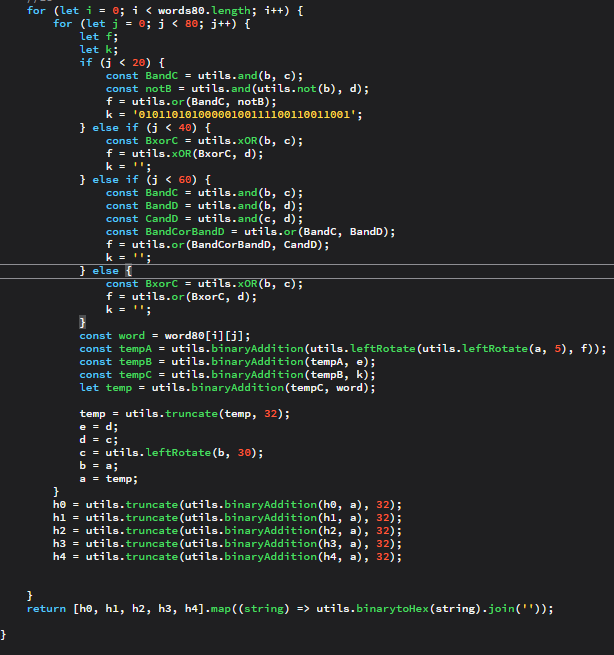 for (let i = 0; i < words80.length; i++) {
for (let j = 0; j < 80; j++) {
let f;
let k;
if (j < 20) {
const BandC = utils.and(b, c);
const notB = utils.and(utils.not(b), d);
f = utils.or(BandC, notB);
k = '01011010100000100111100110011001';
} else if (j < 40) {
const BxorC = utils.xOR(b, c);
f = utils.xOR(BxorC, d);
k = '';
} else if (j < 60) {
const BandC = utils.and(b, c);
const BandD = utils.and(b, d);
const CandD = utils.and(c, d);
const BandCorBandD = utils.or(BandC, BandD);
f = utils.or(BandCorBandD, CandD);
k = '';
} else {
const BxorC = utils.xOR(b, c);
f = utils.or(BxorC, d);
k = '';
}
const word = word80[i][j];
const tempA = utils.binaryAddition(utils.leftRotate(utils.leftRotate(a, 5), f));
const tempB = utils.binaryAddition(tempA, e);
const tempC = utils.binaryAddition(tempB, k);
let temp = utils.binaryAddition(tempC, word);
temp = utils.truncate(temp, 32);
e = d;
d = c;
c = utils.leftRotate(b, 30);
b = a;
a = temp;
}
h0 = utils.truncate(utils.binaryAddition(h0, a), 32);
h1 = utils.truncate(utils.binaryAddition(h1, a), 32);
h2 = utils.truncate(utils.binaryAddition(h2, a), 32);
h3 = utils.truncate(utils.binaryAddition(h3, a), 32);
h4 = utils.truncate(utils.binaryAddition(h4, a), 32);
}
return [h0, h1, h2, h3, h4].map((string) => utils.binarytoHex(string).join(''));
}